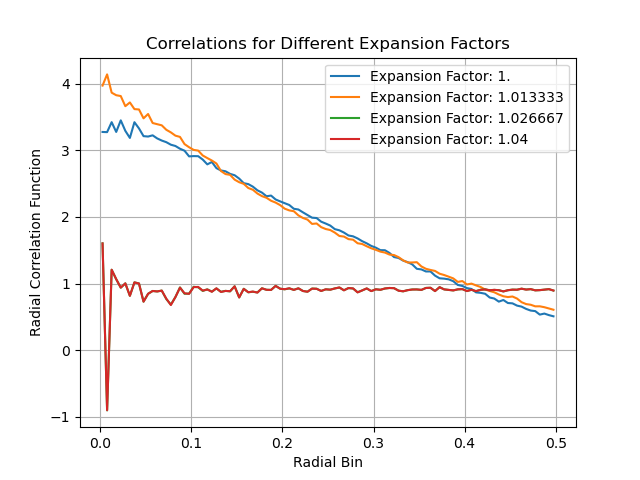 Correlations for Different Expansion Factors
Expansion Factor: 1.
Expansion Factor: 1.013333
Expansion Factor: 1.026667
Expansion Factor: 1.04
Radial Correlation Function
4
3
2
1
0
−1
0.0 0.1 0.2 0.3 0.4 0.5
Radial Bin